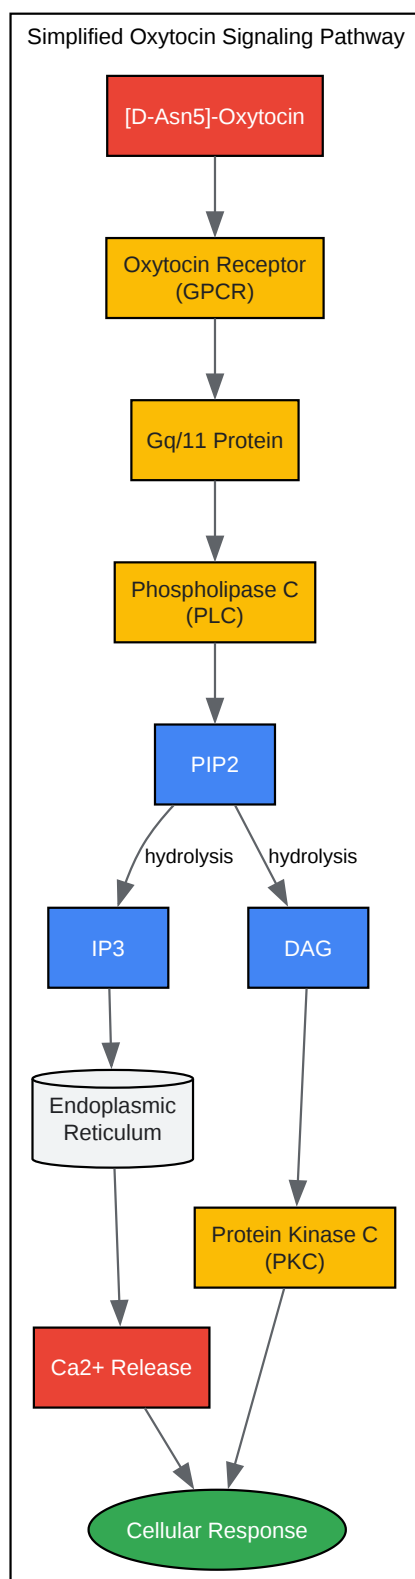 Simplified Oxytocin Signaling Pathway
[D-Asn5]-Oxytocin
Oxytocin Receptor
(GPCR)
Gq/11 Protein
Phospholipase C
(PLC)
PIP2
hydrolysis
hydrolysis
IP3
DAG
Endoplasmic
Reticulum
Protein Kinase C
(PKC)
Ca2+ Release
Cellular Response